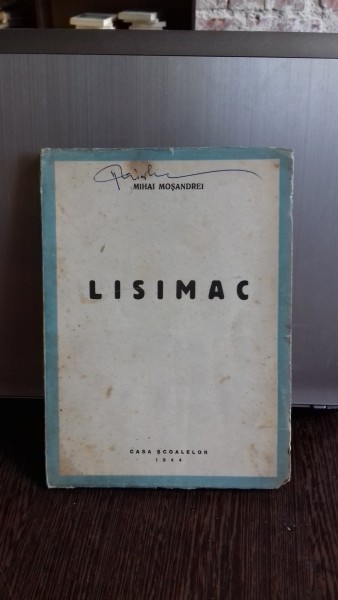 MIHAI MOȘANDREI
LISIMAC
CASA ȘCOALELOR
1944